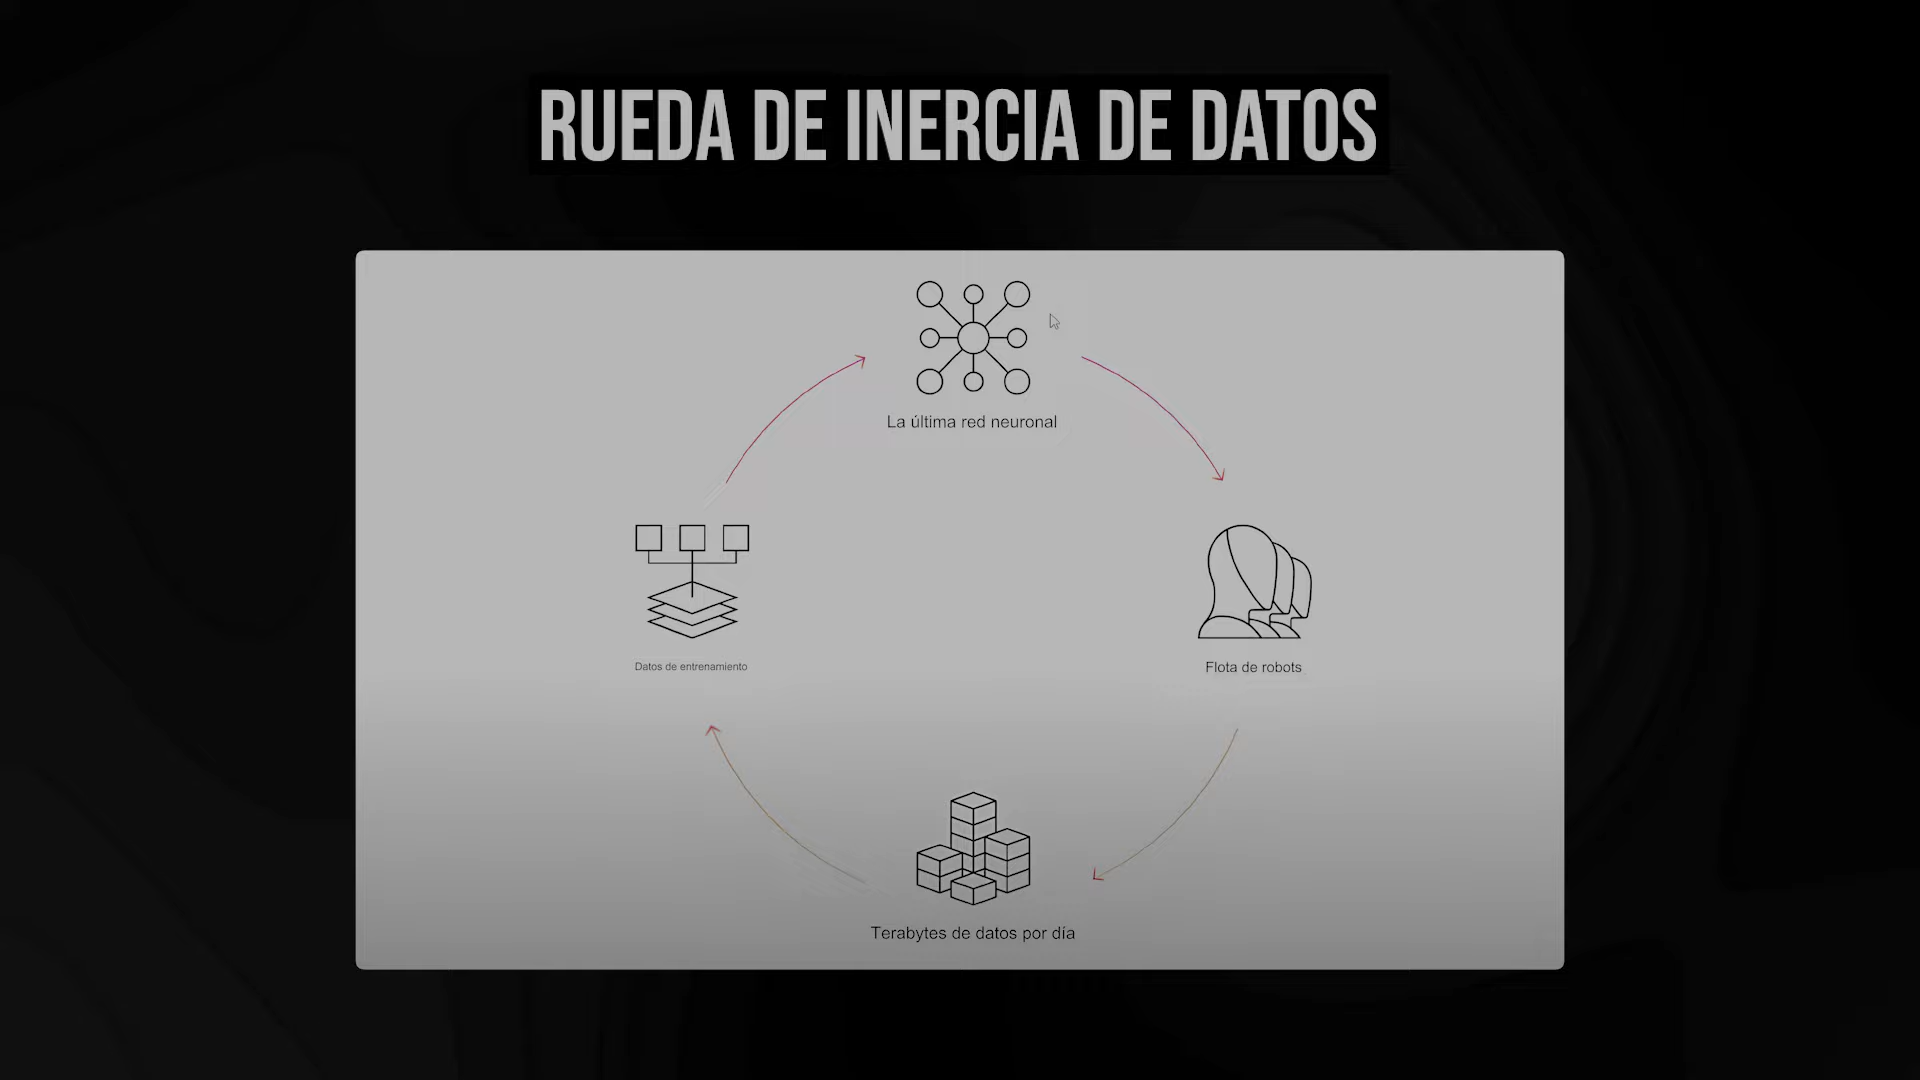 RUEDA DE INERCIA DE DATOS
La última red neuronal
Datos de entrenamiento
Flota de robots
Terabytes de datos por día